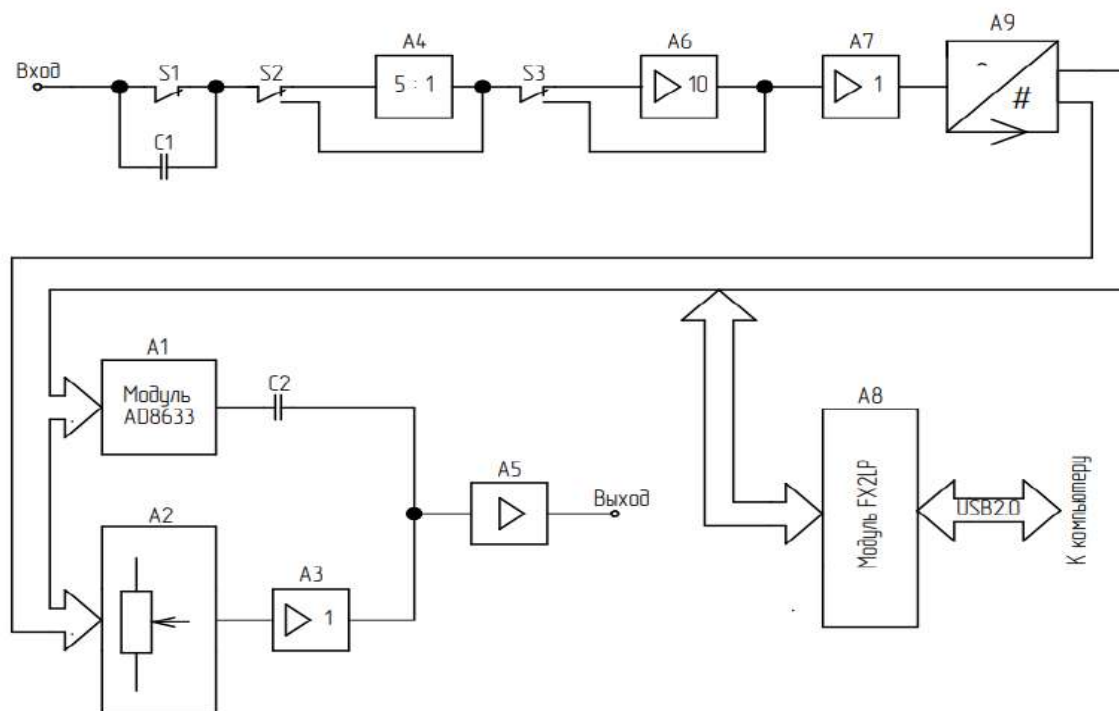 Вход
S1
C1
S2
A4
5 : 1
S3
A6
10
A7
1
A9
#
A1
Модуль
AD8633
C2
A2
A3
1
A5
Выход
A8
Модуль FX2LP
USB2.0
К компьютеру